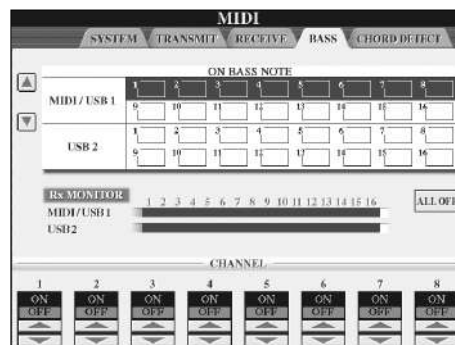 MIDI
SYSTEM TRANSMIT RECEIVE BASS CHORD DETECT
ON BASS NOTE
MIDI / USB 1
1 2 3 4 5 6 7 8
9 10 11 12 13 14 15 16
USB 2
1 2 3 4 5 6 7 8
9 10 11 12 13 14 15 16
Rx MONITOR
1 2 3 4 5 6 7 8 9 10 11 12 13 14 15 16
MIDI / USB 1
USB 2
ALL OFF
CHANNEL
1 2 3 4 5 6 7 8
ON ON ON ON ON ON ON ON
OFF OFF OFF OFF OFF OFF OFF OFF